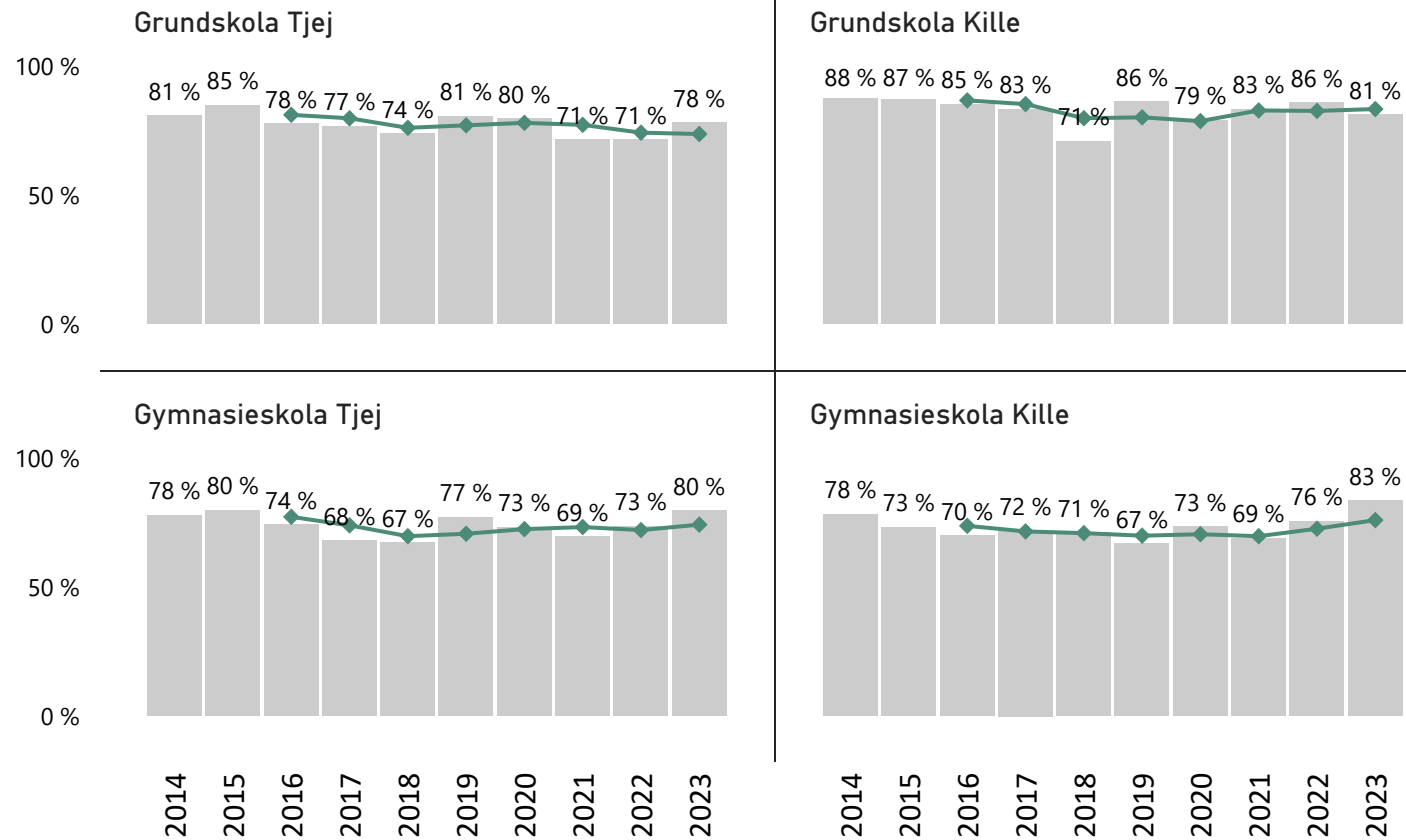 Grundskola Tjej
100 %
50 %
0 %
81 % 85 % 78 % 77 % 74 % 81 % 80 % 71 % 71 % 78 %
Grundskola Kille
88 % 87 % 85 % 83 % 71 % 86 % 79 % 83 % 86 % 81 %
Gymnasieskola Tjej
100 %
50 %
0 %
78 % 80 % 74 % 68 % 67 % 77 % 73 % 69 % 73 % 80 %
2014 2015 2016 2017 2018 2019 2020 2021 2022 2023
Gymnasieskola Kille
78 % 73 % 70 % 72 % 71 % 67 % 73 % 69 % 76 % 83 %
2014 2015 2016 2017 2018 2019 2020 2021 2022 2023